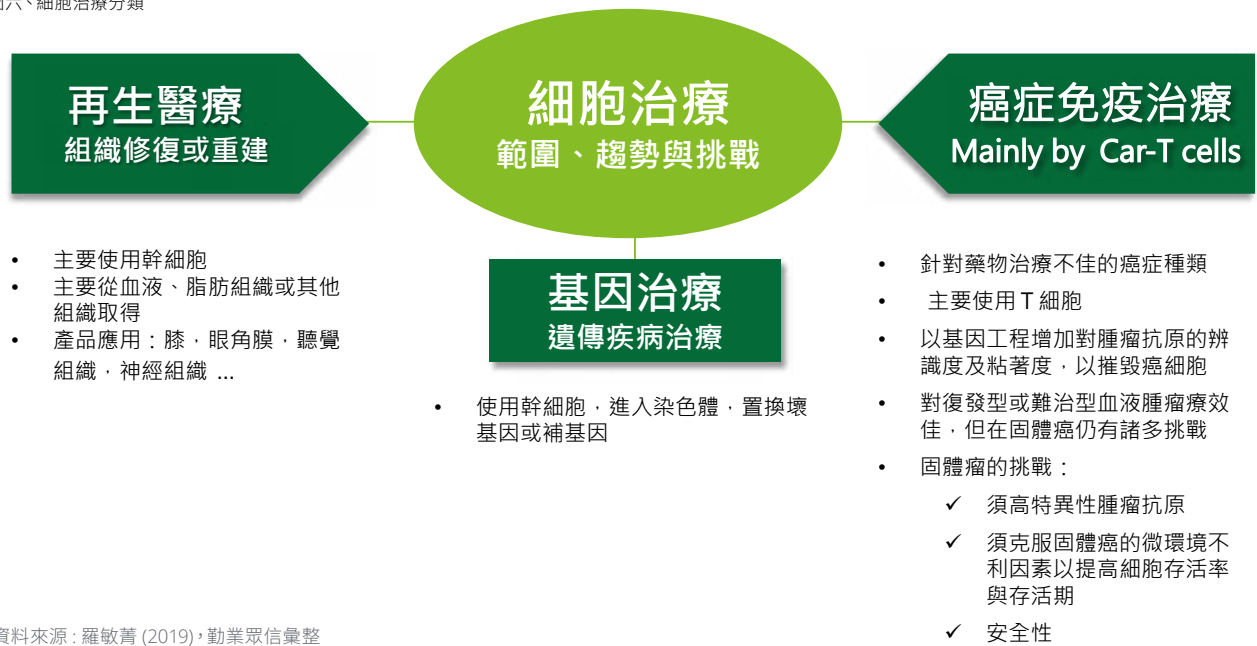 圖六、細胞治療分類
再生醫療
組織修復或重建
細胞治療
範圍、趨勢與挑戰
癌症免疫治療
Mainly by Car-T cells
• 主要使用幹細胞
• 主要從血液、脂肪組織或其他
組織取得
• 產品應用：膝，眼角膜，聽覺
組織，神經組織 ...
基因治療
遺傳疾病治療
• 使用幹細胞，進入染色體，置換壞
基因或補基因
• 針對藥物治療不佳的癌症種類
• 主要使用 T 細胞
• 以基因工程增加對腫瘤抗原的辨
識度及粘著度，以摧毀癌細胞
• 對復發型或難治型血液腫瘤療效
佳，但在固體癌仍有諸多挑戰
• 固體瘤的挑戰：
✓ 須高特異性腫瘤抗原
✓ 須克服固體癌的微環境不
利因素以提高細胞存活率
與存活期
✓ 安全性
資料來源 : 羅敏菁 (2019)，勤業眾信彙整